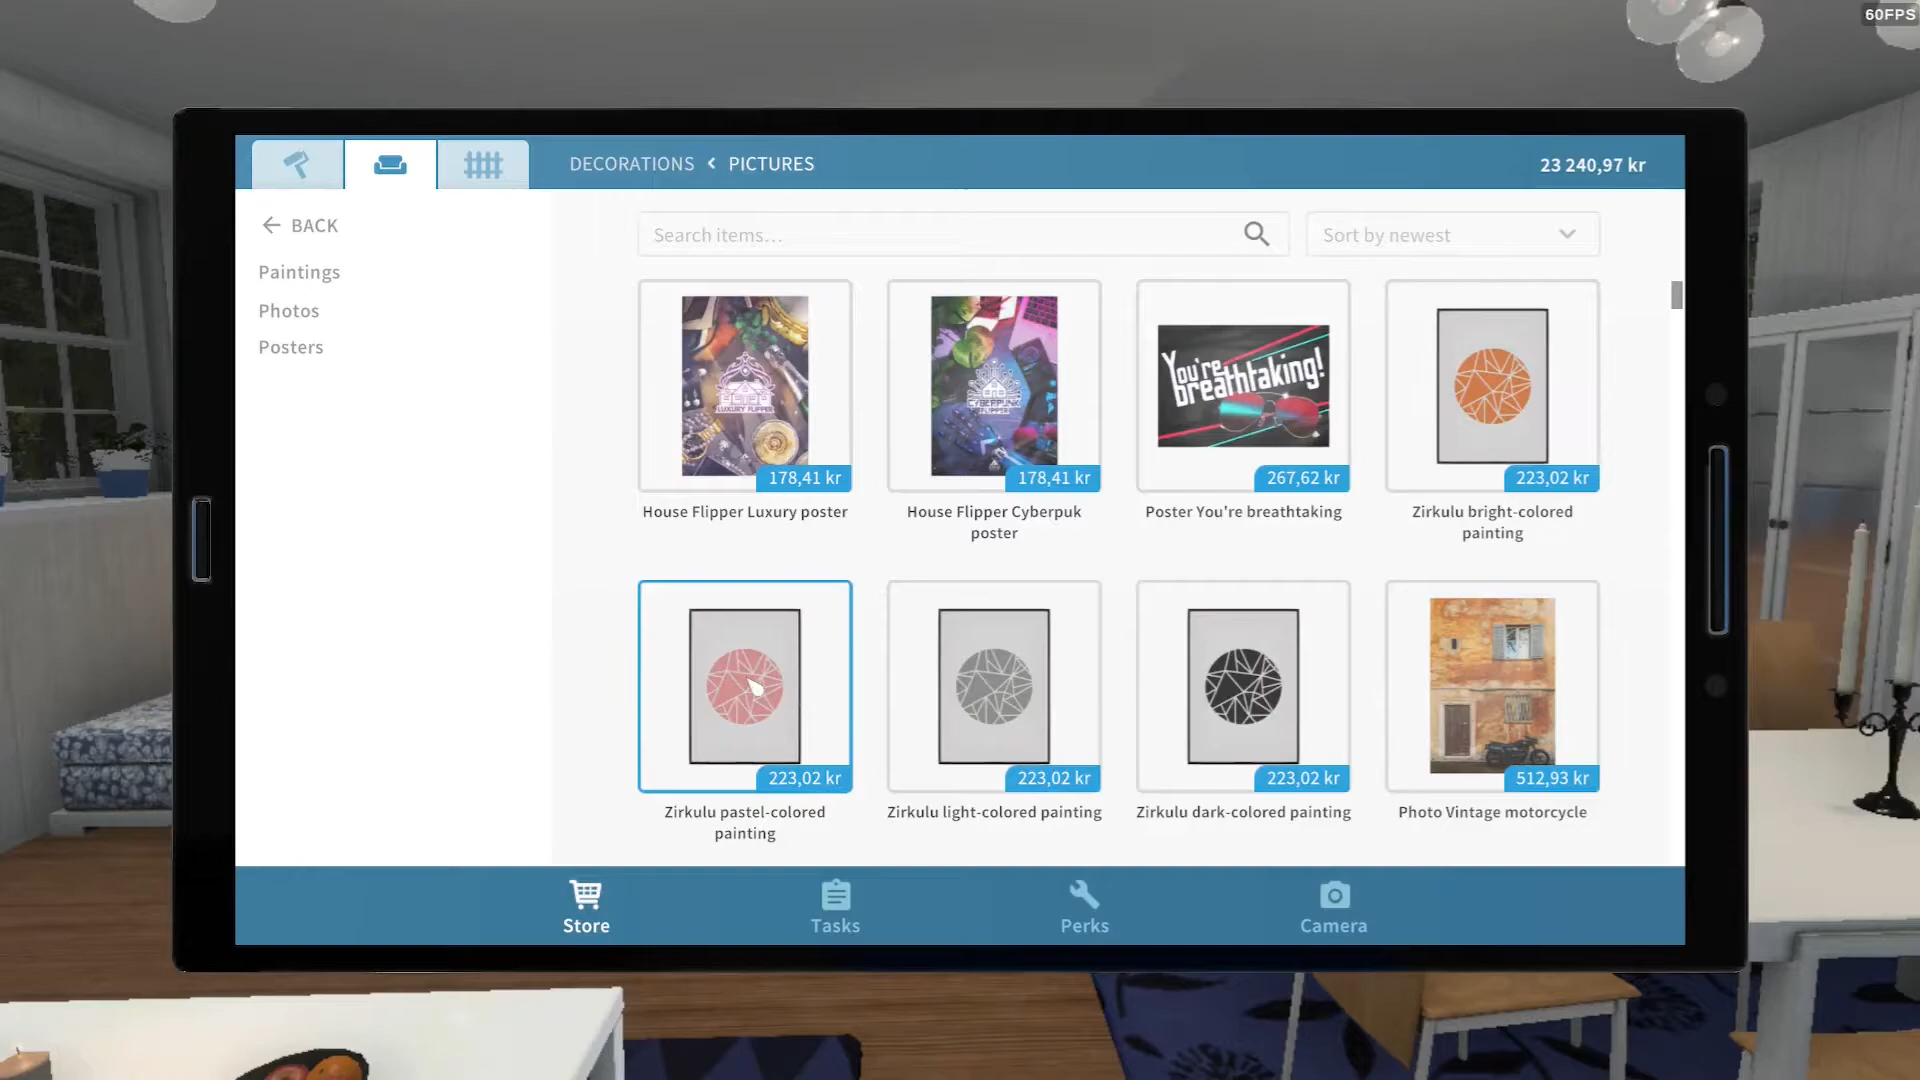 60FPS
DECORATIONS < PICTURES
23 240,97 kr
BACK
Paintings
Photos
Posters
Search items...
Sort by newest
LUXURY FLIPPER
CYBERPUNK
FLIPPER
You're
breathtaking!
178,41 kr
178,41 kr
267,62 kr
223,02 kr
House Flipper Luxury poster
House Flipper Cyberpuk
poster
Poster You're breathtaking
Zirkulu bright-colored
painting
223,02 kr
223,02 kr
223,02 kr
512,93 kr
Zirkulu pastel-colored
painting
Zirkulu light-colored painting
Zirkulu dark-colored painting
Photo Vintage motorcycle
Store
Tasks
Perks
Camera